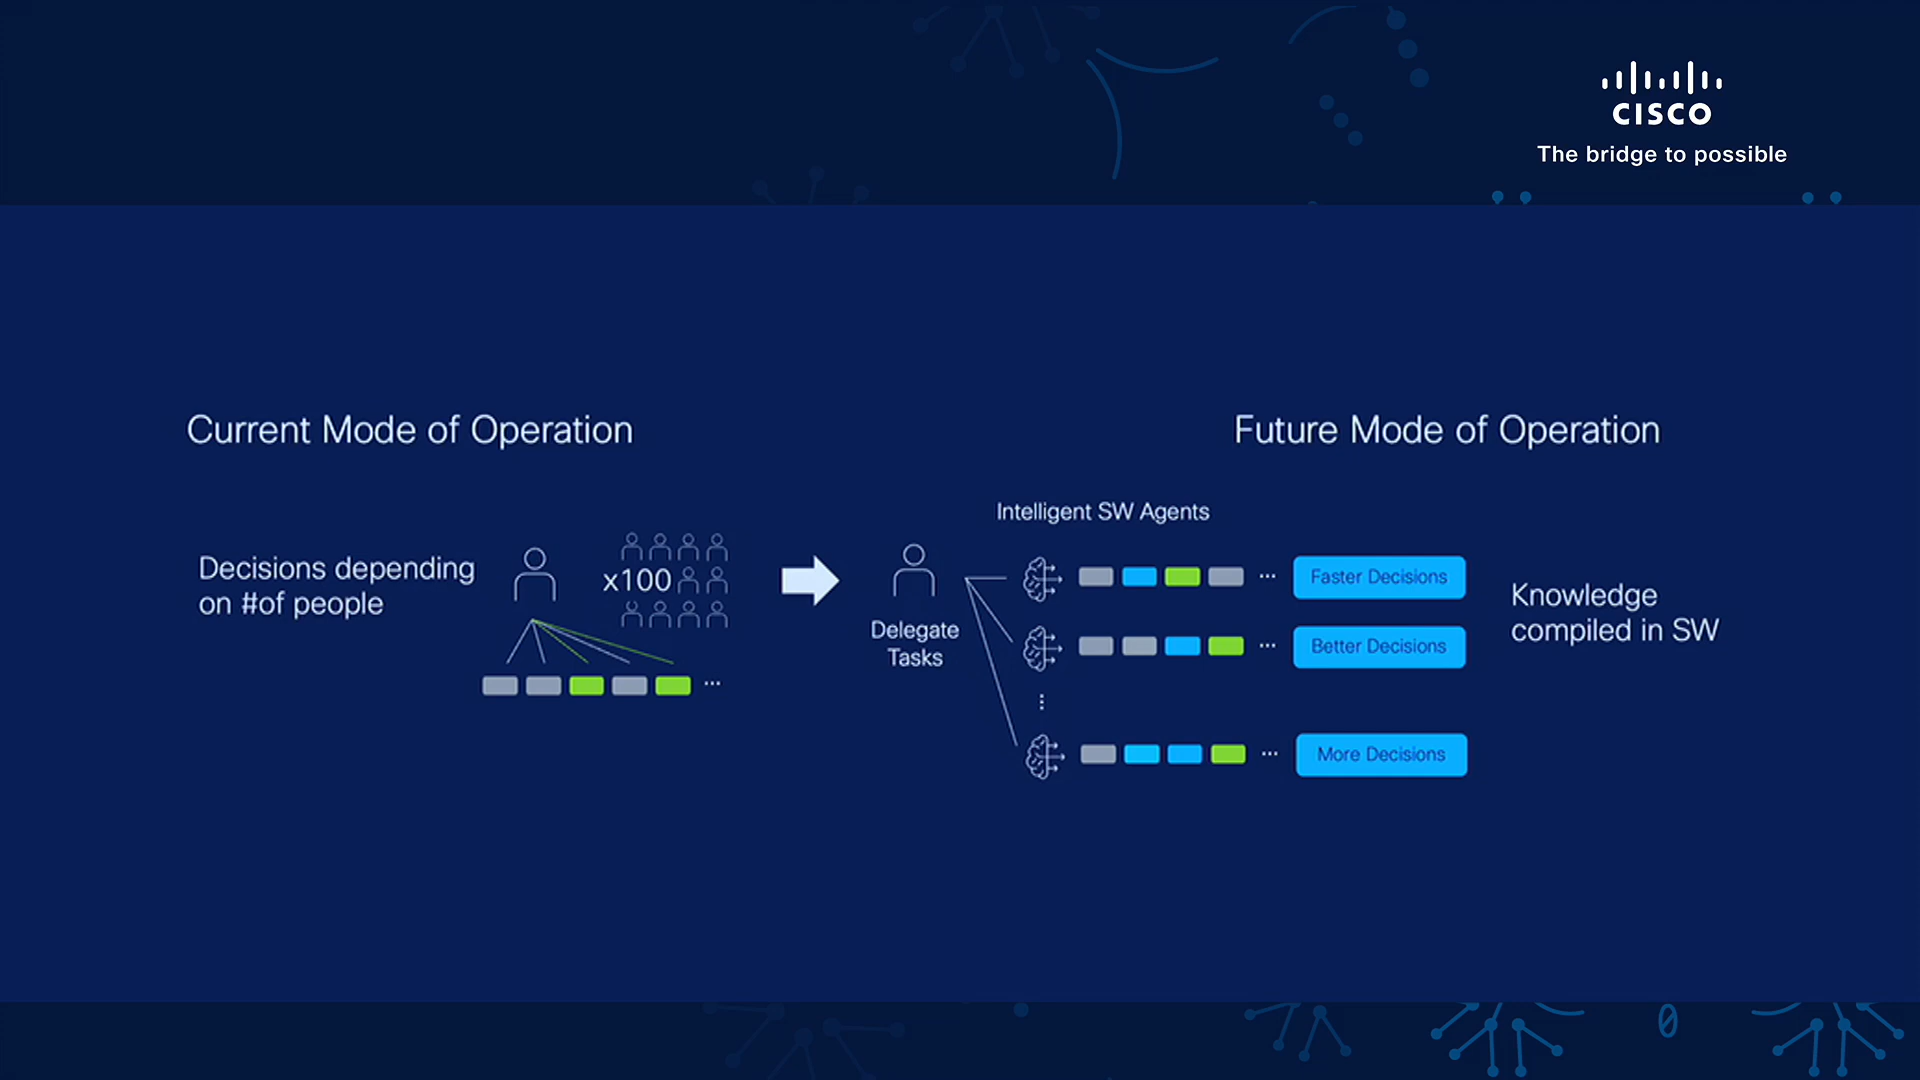 CISCO
The bridge to possible
Current Mode of Operation
Future Mode of Operation
Decisions depending
on #of people
x100
Delegate
Tasks
Intelligent SW Agents
...
Faster Decisions
...
Better Decisions
...
More Decisions
...
Knowledge
compiled in SW